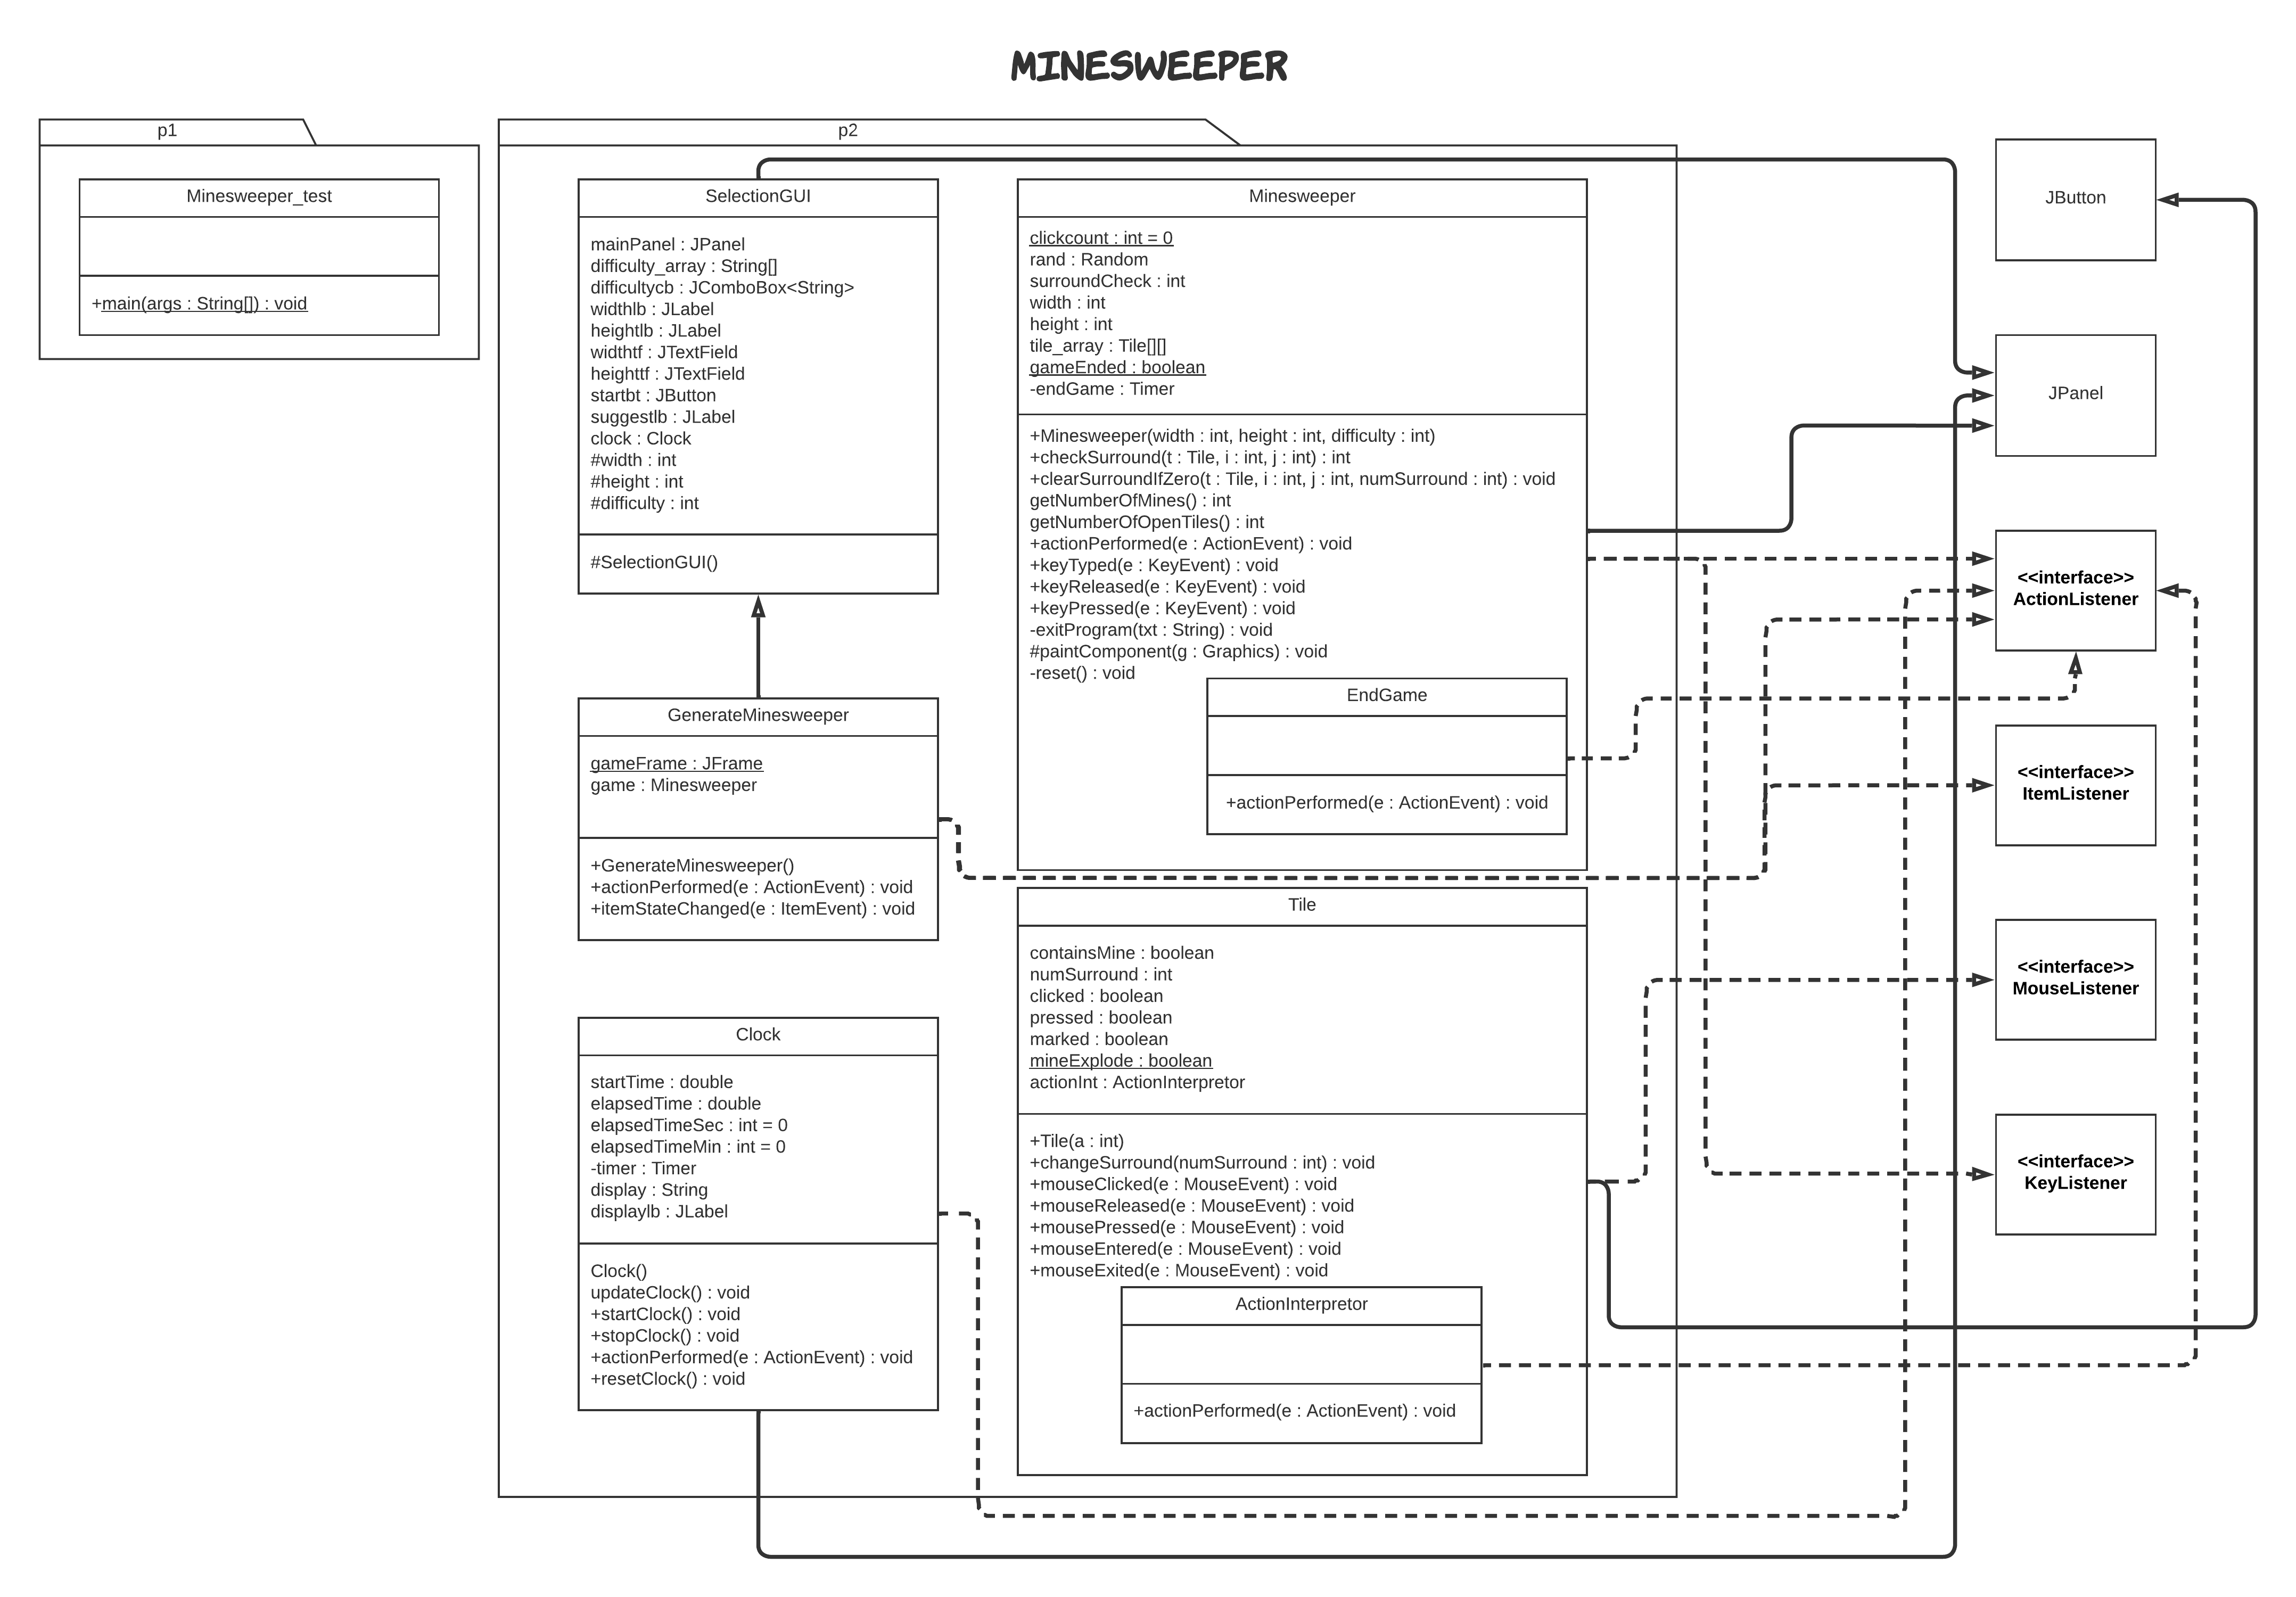 MINESWEEPER
p1
Minesweeper_test
+main(args : String[]) : void
p2
SelectionGUI
mainPanel : JPanel
difficulty_array : String[]
difficultycb : JComboBox<String>
widthlb : JLabel
heightlb : JLabel
widthtf : JTextField
heighttf : JTextField
startbt : JButton
suggestlb : JLabel
clock : Clock
#width : int
#height : int
#difficulty : int
#SelectionGUI()
GenerateMinesweeper
gameFrame : JFrame
game : Minesweeper
+GenerateMinesweeper()
+actionPerformed(e : ActionEvent) : void
+itemStateChanged(e : ItemEvent) : void
Clock
startTime : double
elapsedTime : double
elapsedTimeSec : int = 0
elapsedTimeMin : int = 0
-timer : Timer
display : String
displaylb : JLabel
Clock()
updateClock() : void
+startClock() : void
+stopClock() : void
+actionPerformed(e : ActionEvent) : void
+resetClock() : void
Minesweeper
clickcount : int = 0
rand : Random
surroundCheck : int
width : int
height : int
tile_array : Tile[][]
gameEnded : boolean
-endGame : Timer
+Minesweeper(width : int, height : int, difficulty : int)
+checkSurround(t : Tile, i : int, j : int) : int
+clearSurroundIfZero(t : Tile, i : int, j : int, numSurround : int) : void
getNumberOfMines() : int
getNumberOfOpenTiles() : int
+actionPerformed(e : ActionEvent) : void
+keyTyped(e : KeyEvent) : void
+keyReleased(e : KeyEvent) : void
+keyPressed(e : KeyEvent) : void
-exitProgram(txt : String) : void
#paintComponent(g : Graphics) : void
-reset() : void
EndGame
+actionPerformed(e : ActionEvent) : void
Tile
containsMine : boolean
numSurround : int
clicked : boolean
pressed : boolean
marked : boolean
mineExplode : boolean
actionInt : ActionInterpretor
+Tile(a : int)
+changeSurround(numSurround : int) : void
+mouseClicked(e : MouseEvent) : void
+mouseReleased(e : MouseEvent) : void
+mousePressed(e : MouseEvent) : void
+mouseEntered(e : MouseEvent) : void
+mouseExited(e : MouseEvent) : void
ActionInterpretor
+actionPerformed(e : ActionEvent) : void
JButton
JPanel
<<interface>>
ActionListener
<<interface>>
ItemListener
<<interface>>
MouseListener
<<interface>>
KeyListener